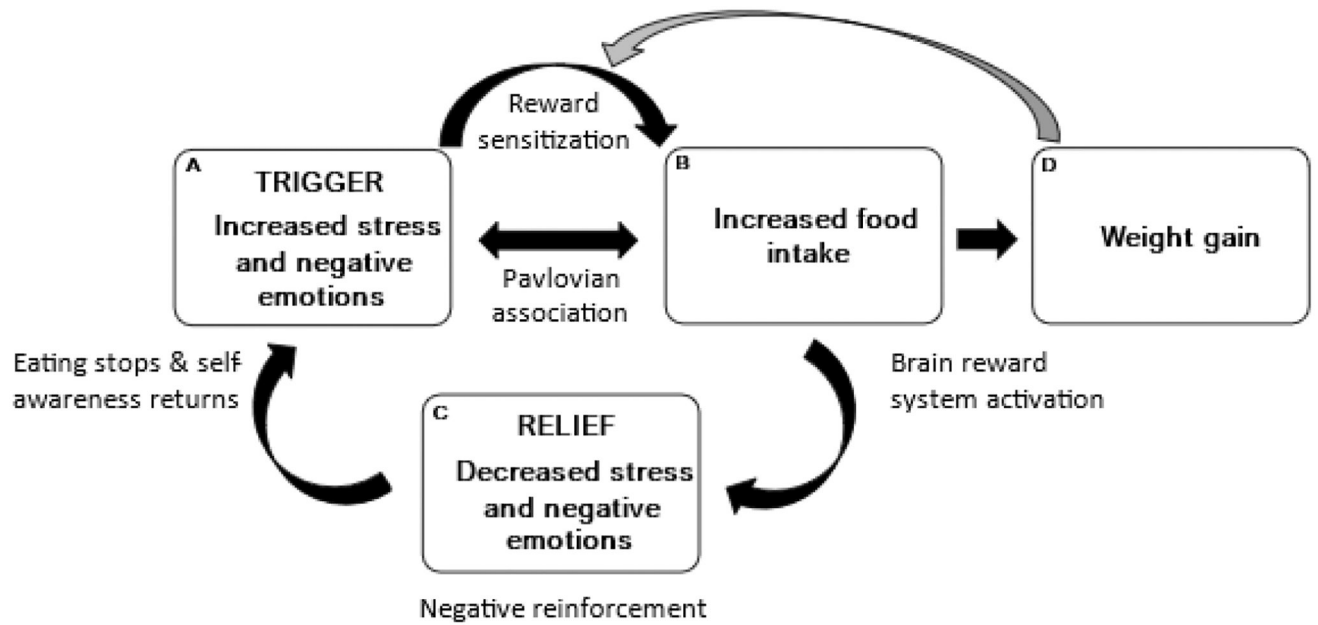 Reward
sensitization
A
TRIGGER
Increased stress
and negative
emotions
Pavlovian
association
B
Increased food
intake
D
Weight gain
Eating stops & self-
awareness returns
C
RELIEF
Decreased stress
and negative
emotions
Brain reward
system activation
Negative reinforcement